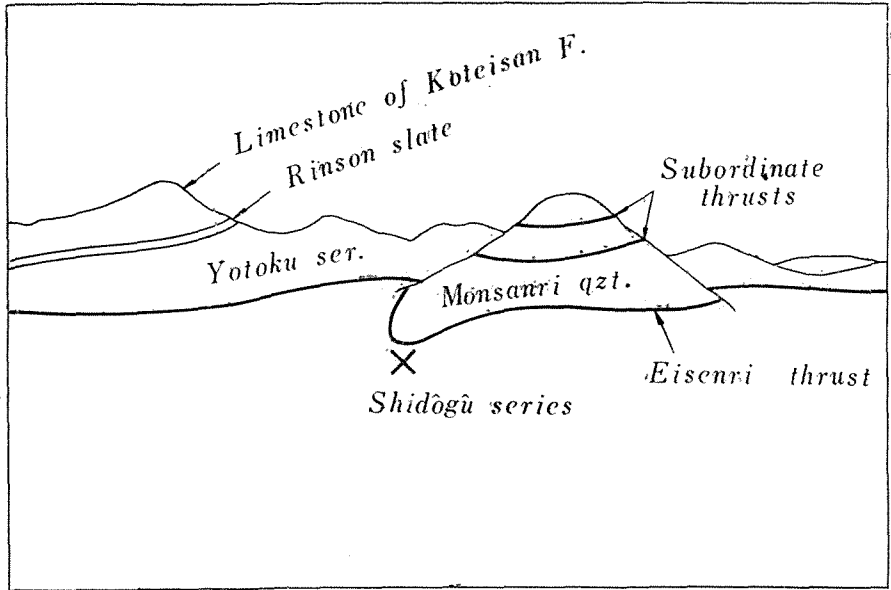 Limestone of Koteisan F.
Rinson slate
Subordinate
thrusts
Yotoku ser.
Monsanri qzt.
Eisenri thrust
Shidôgû series